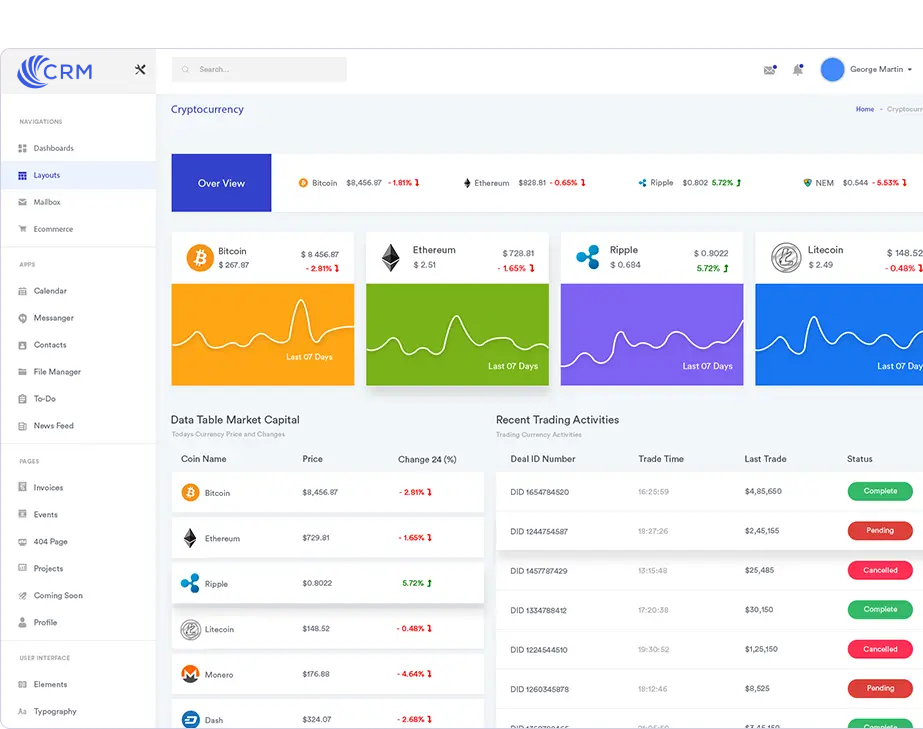 CRM
Search...
George Martin
NAVIGATIONS
Dashboards
Layouts
Mailbox
Ecommerce
APPS
Calendar
Messanger
Contacts
File Manager
To-Do
News Feed
PAGES
Invoices
Events
404 Page
Projects
Coming Soon
Profile
USER INTERFACE
Elements
Aa Typography
Cryptocurrency
Home - Cryptocurr
Over View
Bitcoin $8,456.87 - 1.81%
Ethereum $828.81 - 0.65%
Ripple $0.802 5.72%
NEM $0.544 - 5.53%
Bitcoin $ 8 456.87
$ 267.87 - 2.81%
Last 07 Days
Ethereum $ 728.81
$ 2.51 - 1.65%
Last 07 Days
Ripple $ 0.8022
$ 0.684 5.72%
Last 07 Days
Litecoin $ 148.52
$ 2.49 - 0.48%
Last 07 Day
Data Table Market Capital
Todays Currency Price and Changes
Coin Name Price Change 24 (%)
Bitcoin $8,456.87 - 2.81%
Ethereum $729.81 - 1.65%
Ripple $0.8022 5.72%
Litecoin $148.52 - 0.48%
Monero $176.88 - 4.64%
Dash $324.07 - 2.68%
Recent Trading Activities
Trading Currency Activities
Deal ID Number Trade Time Last Trade Status
DID 1654784520 16:25:59 $4,85,650 Complete
DID 1244754587 18:27:26 $2,45,155 Pending
DID 1457787429 13:15:48 $25,485 Cancelled
DID 1334788412 17:20:38 $30,150 Complete
DID 1224544510 19:30:52 $1,25,150 Cancelled
DID 1260345878 18:12:46 $8,525 Pending
DID Complete